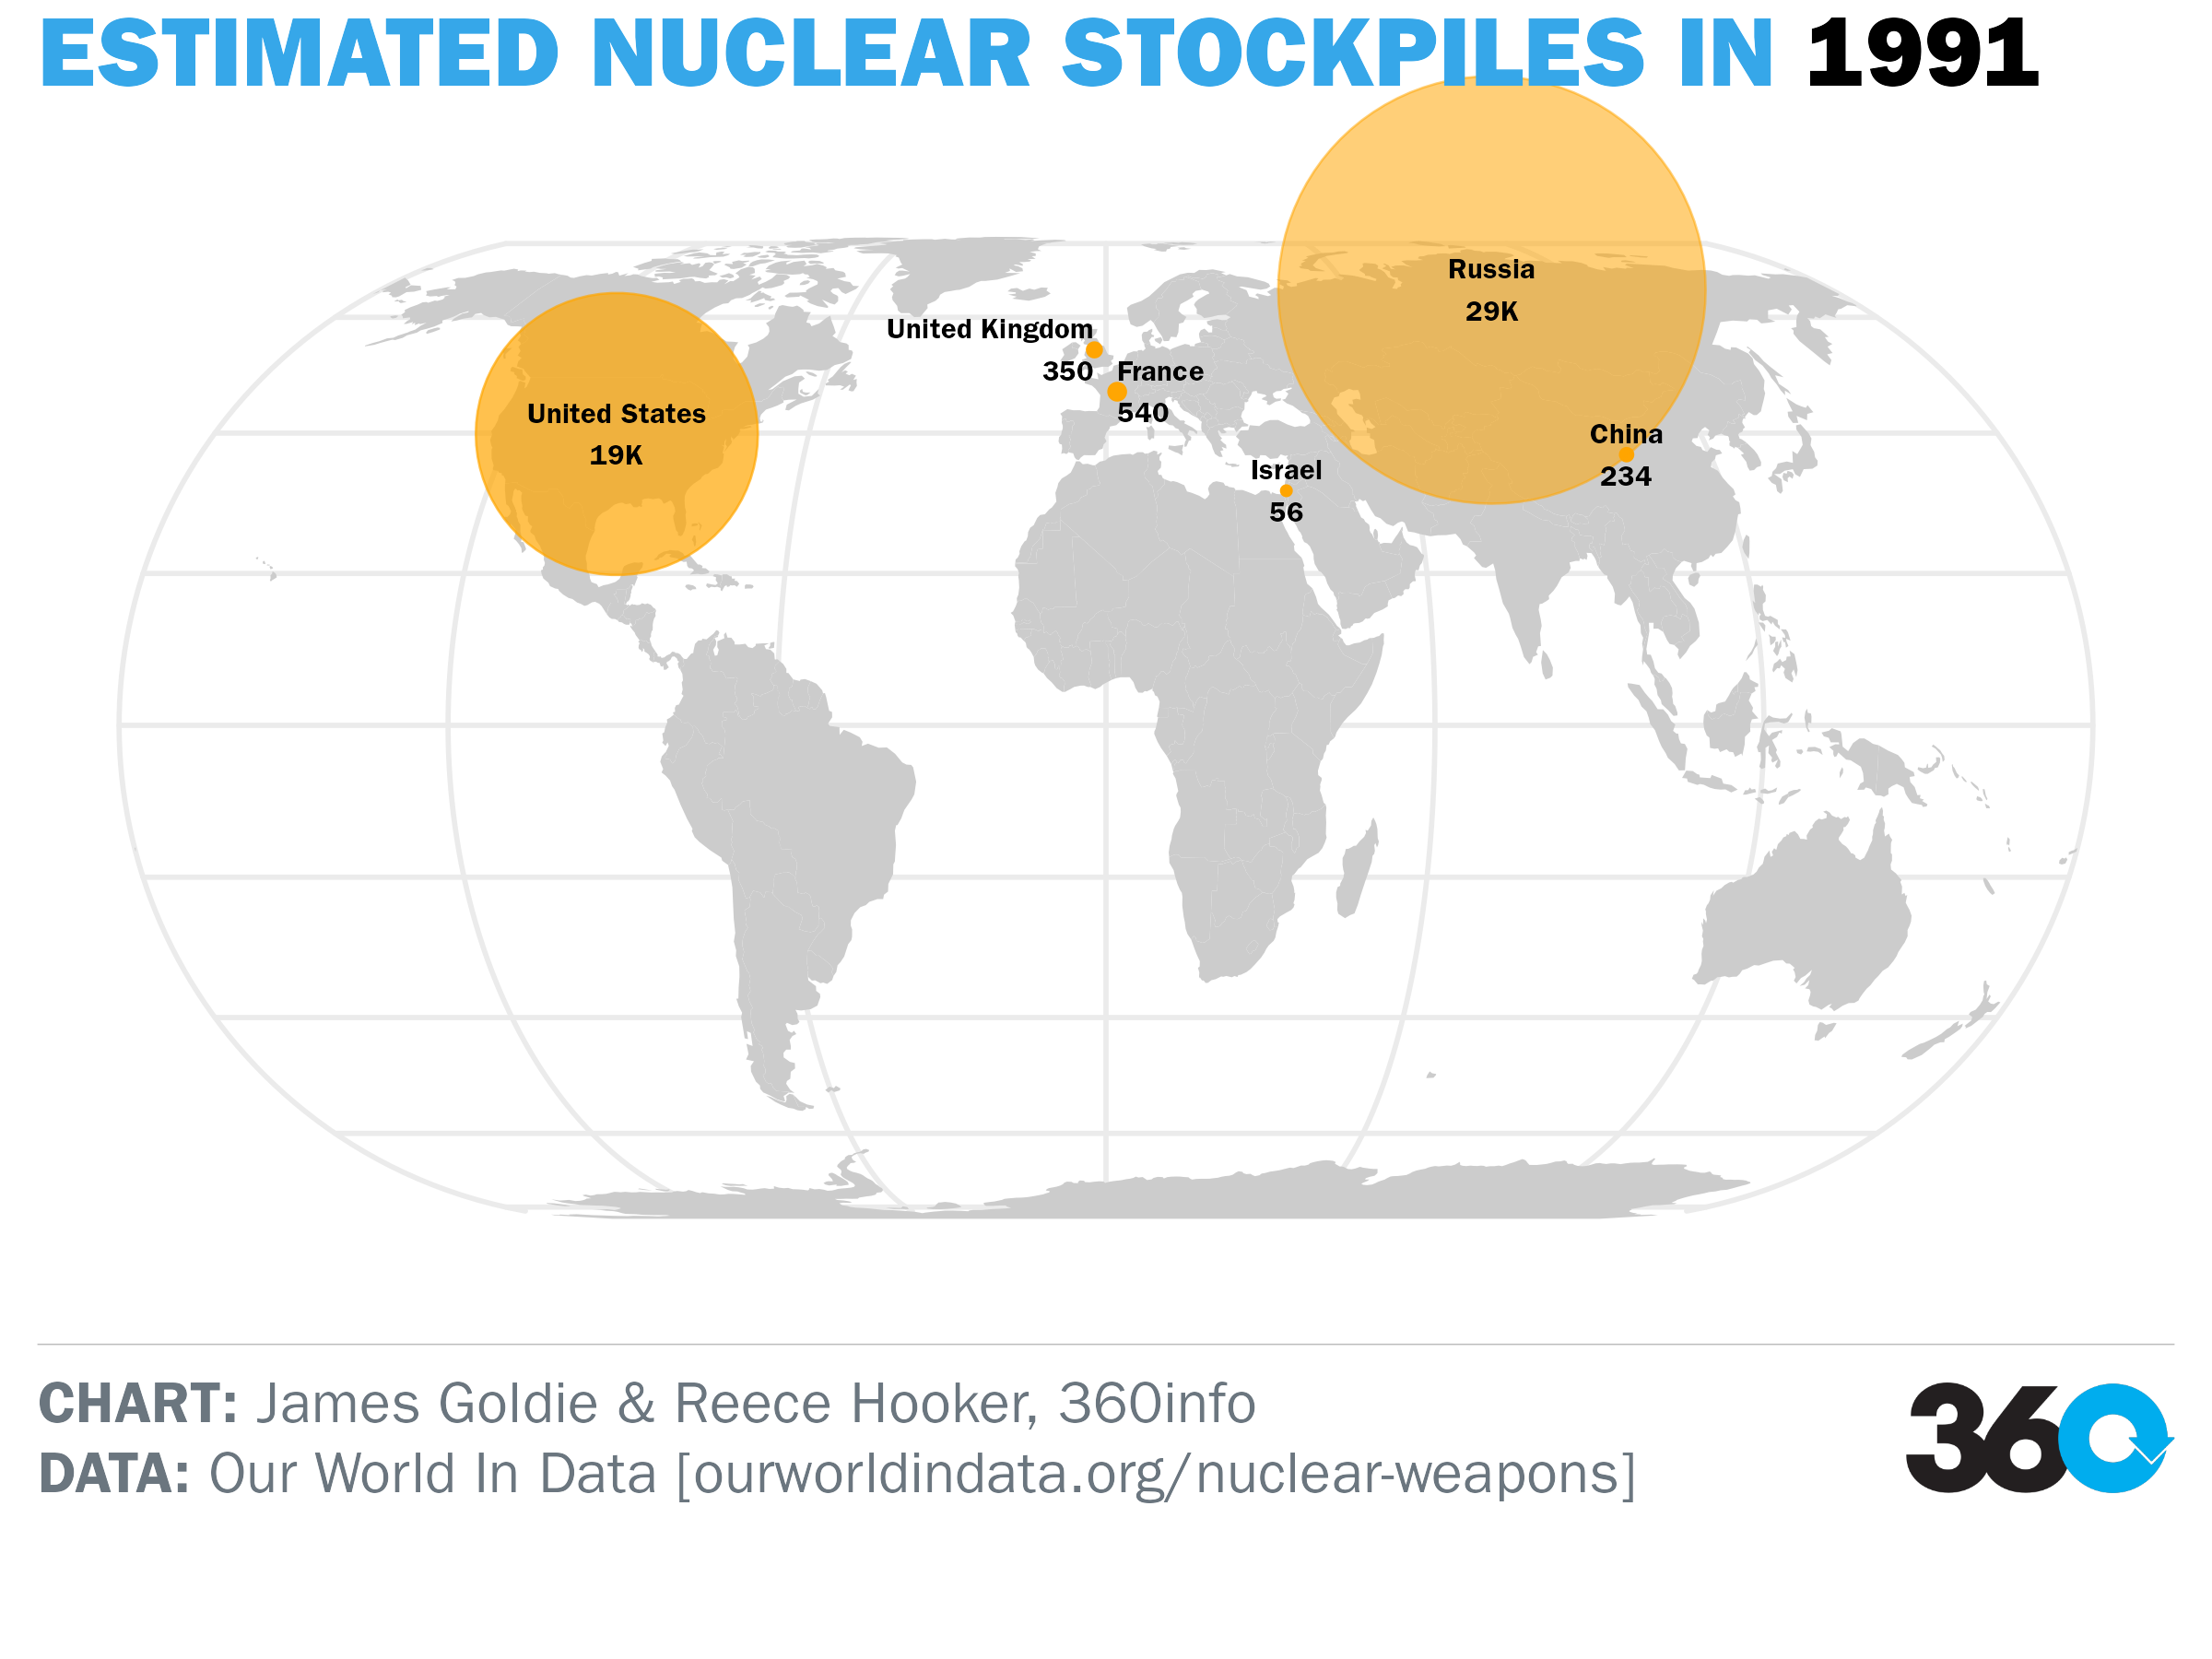 ESTIMATED NUCLEAR STOCKPILES IN 1991
Russia
29K
United Kingdom
350
France
540
United States
19K
China
234
Israel
56
CHART: James Goldie & Reece Hooker, 360info
DATA: Our World In Data [ourworldindata.org/nuclear-weapons]
360